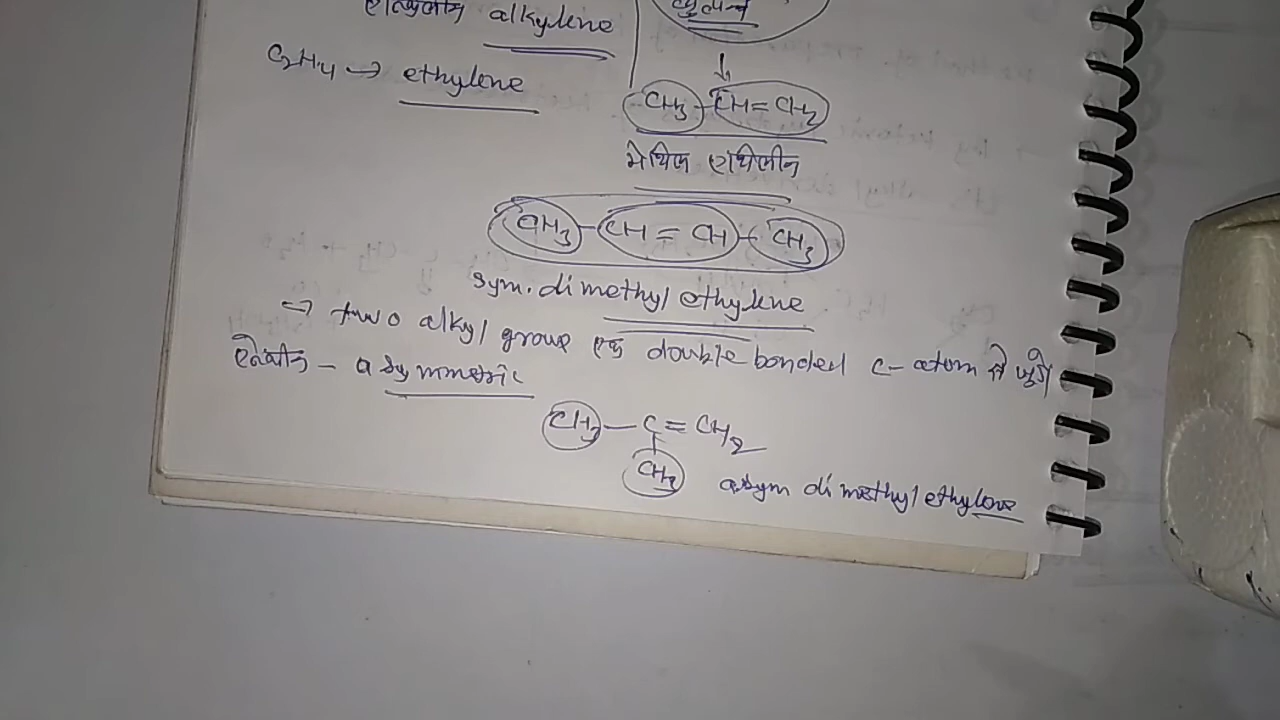 एल्किलीन alkylene
C2H4 → ethylene
↓
CH3-CH=CH2
मेथिल एथिलीन
CH3-CH=CH-CH3
sym. dimethyl ethylene
⇒ two alkyl group एक double bonded C-atom से जुड़े
होगी - asymmetric
CH3-C=CH2
CH3
asym dimethyl ethylene